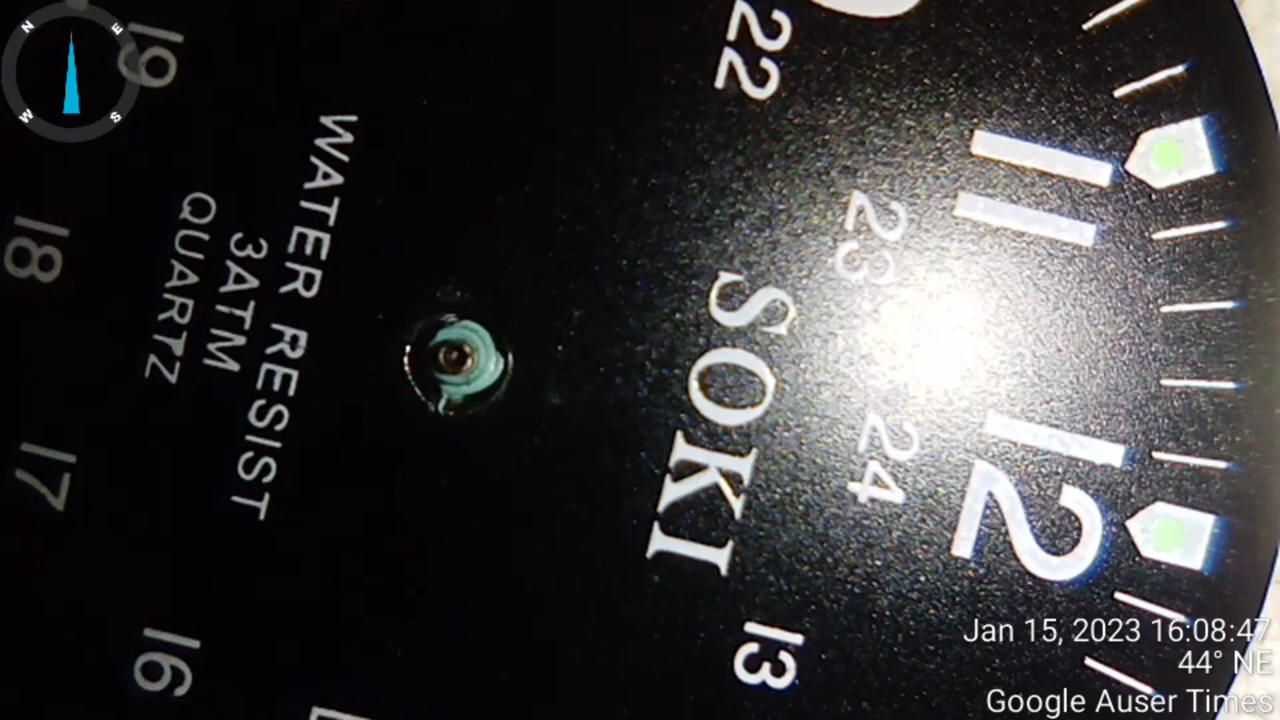 19
18
17
16
WATER RESIST
3ATM
QUARTZ
SOKI
22
23
24
13
11
12
N
E
W
S
Jan 15, 2023 16:08:47
44° NE
Google Auser Times